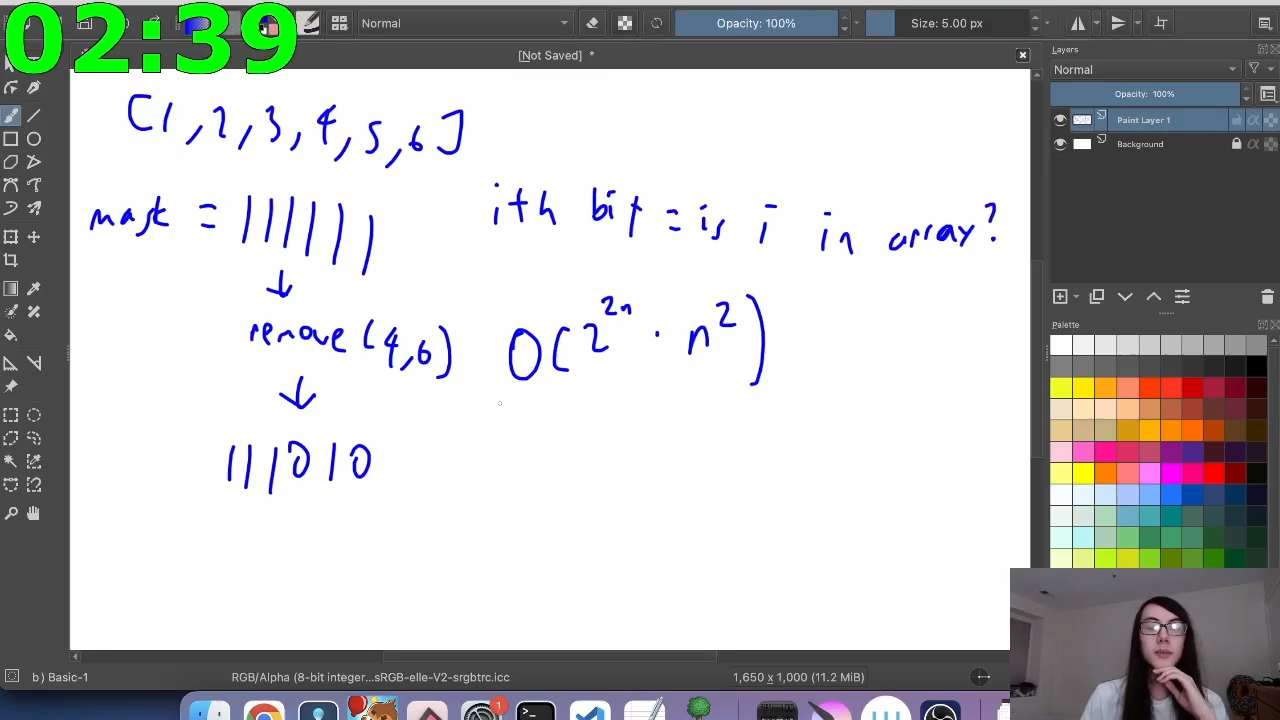 02:39
Normal
Opacity: 100%
Size: 5.00 px
[Not Saved] *
Layers
Normal
Opacity: 100%
Paint Layer 1
Background
[1,2,3,4,5,6]
mask = 111111
ith bit = is i in array?
↓
remove(4,6)
O(2^2n · n^2)
↓
111010
Palette
b) Basic-1
RGB/Alpha (8-bit integer...sRGB-elle-V2-srgbtrc.icc
1,650 x 1,000 (11.2 MiB)
1